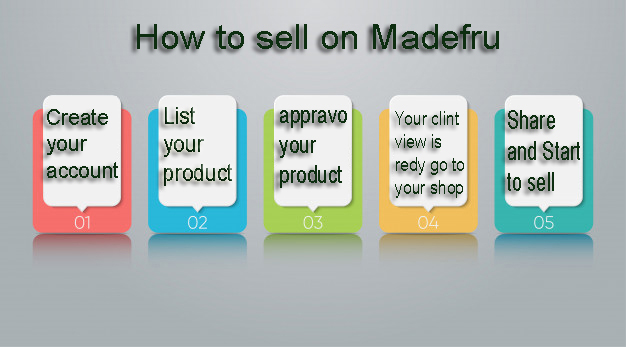 How to sell on Madefru
Create
your
account
01
List
your
product
02
appravo
your
product
03
Your clint
view is
redy go to
your shop
04
Share
and Start
to sell
05